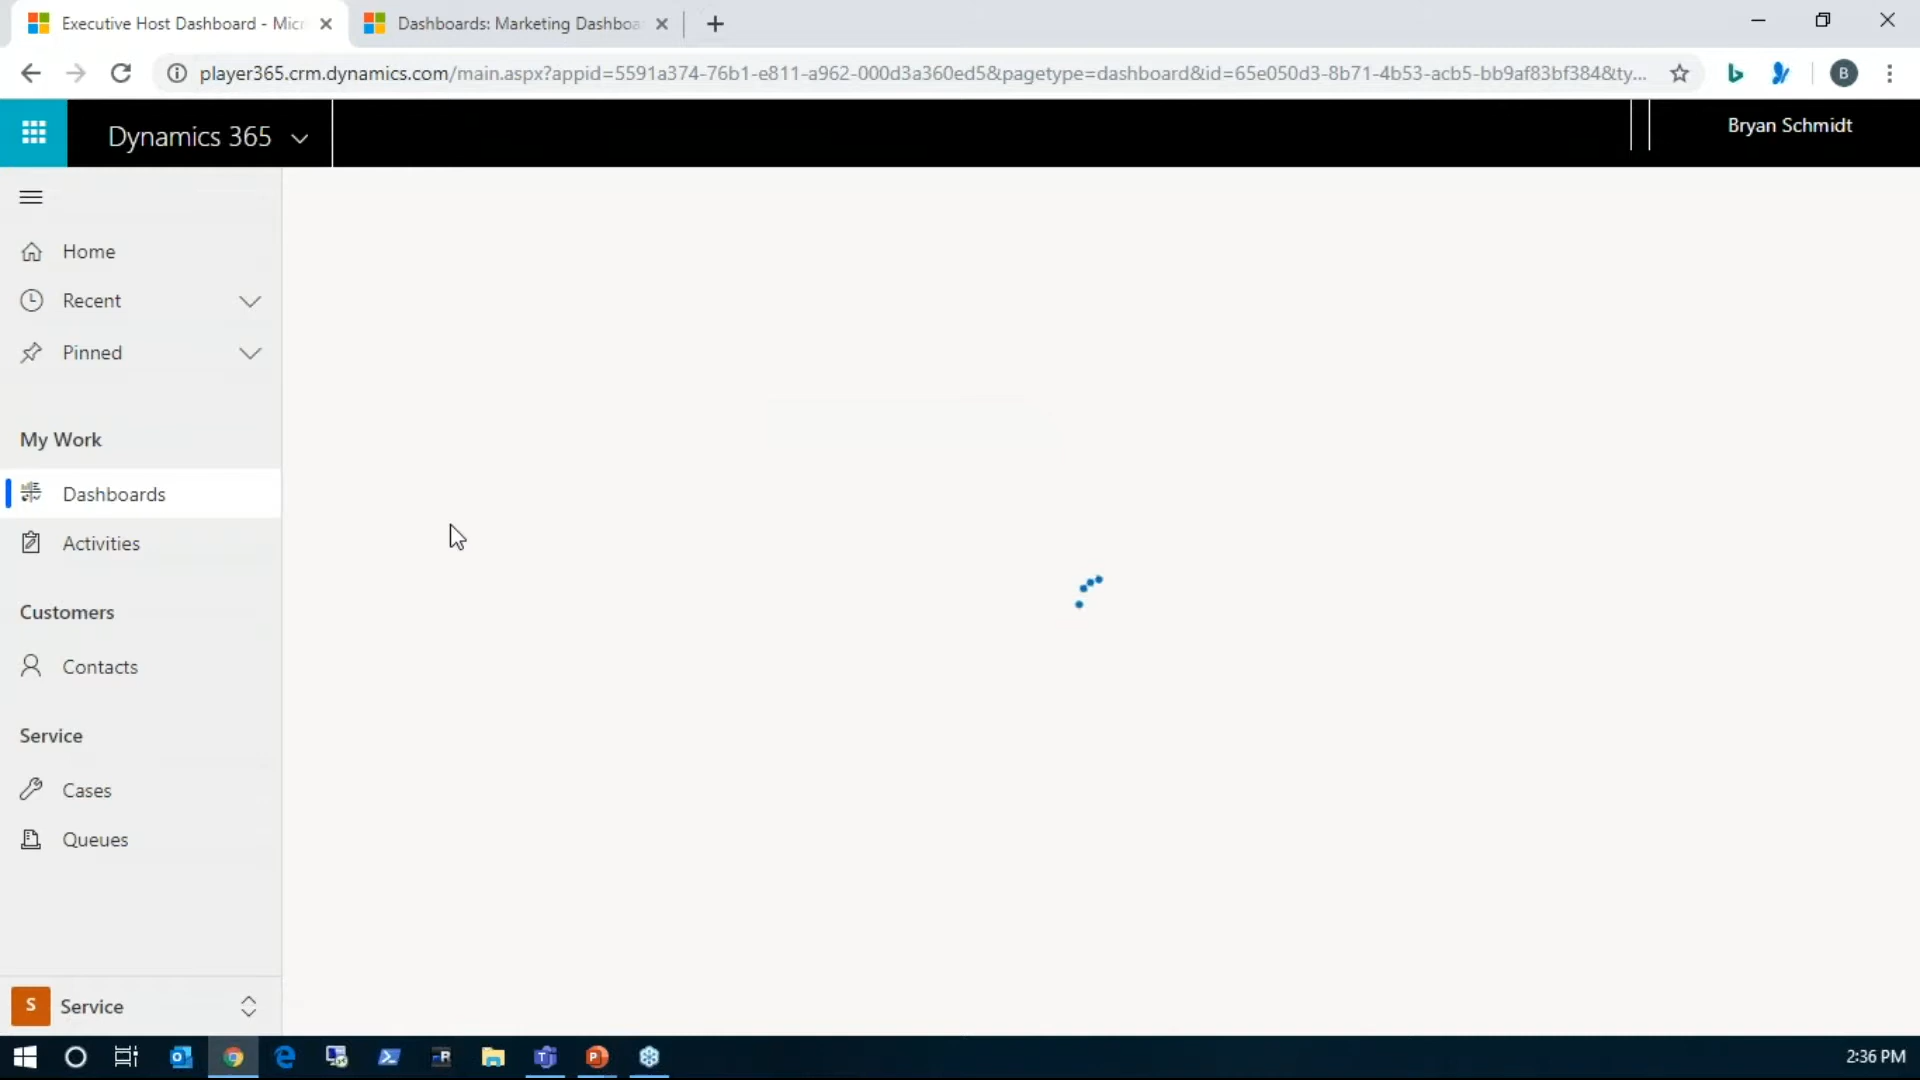 Executive Host Dashboard - Micr
Dashboards: Marketing Dashboa
player365.crm.dynamics.com/main.aspx?appid=5591a374-76b1-e811-a962-000d3a360ed5&pagetype=dashboard&id=65e050d3-8b71-4b53-acb5-bb9af83bf384&ty...
B
Dynamics 365
Bryan Schmidt
Home
Recent
Pinned
My Work
Dashboards
Activities
Customers
Contacts
Service
Cases
Queues
S Service
2:36 PM